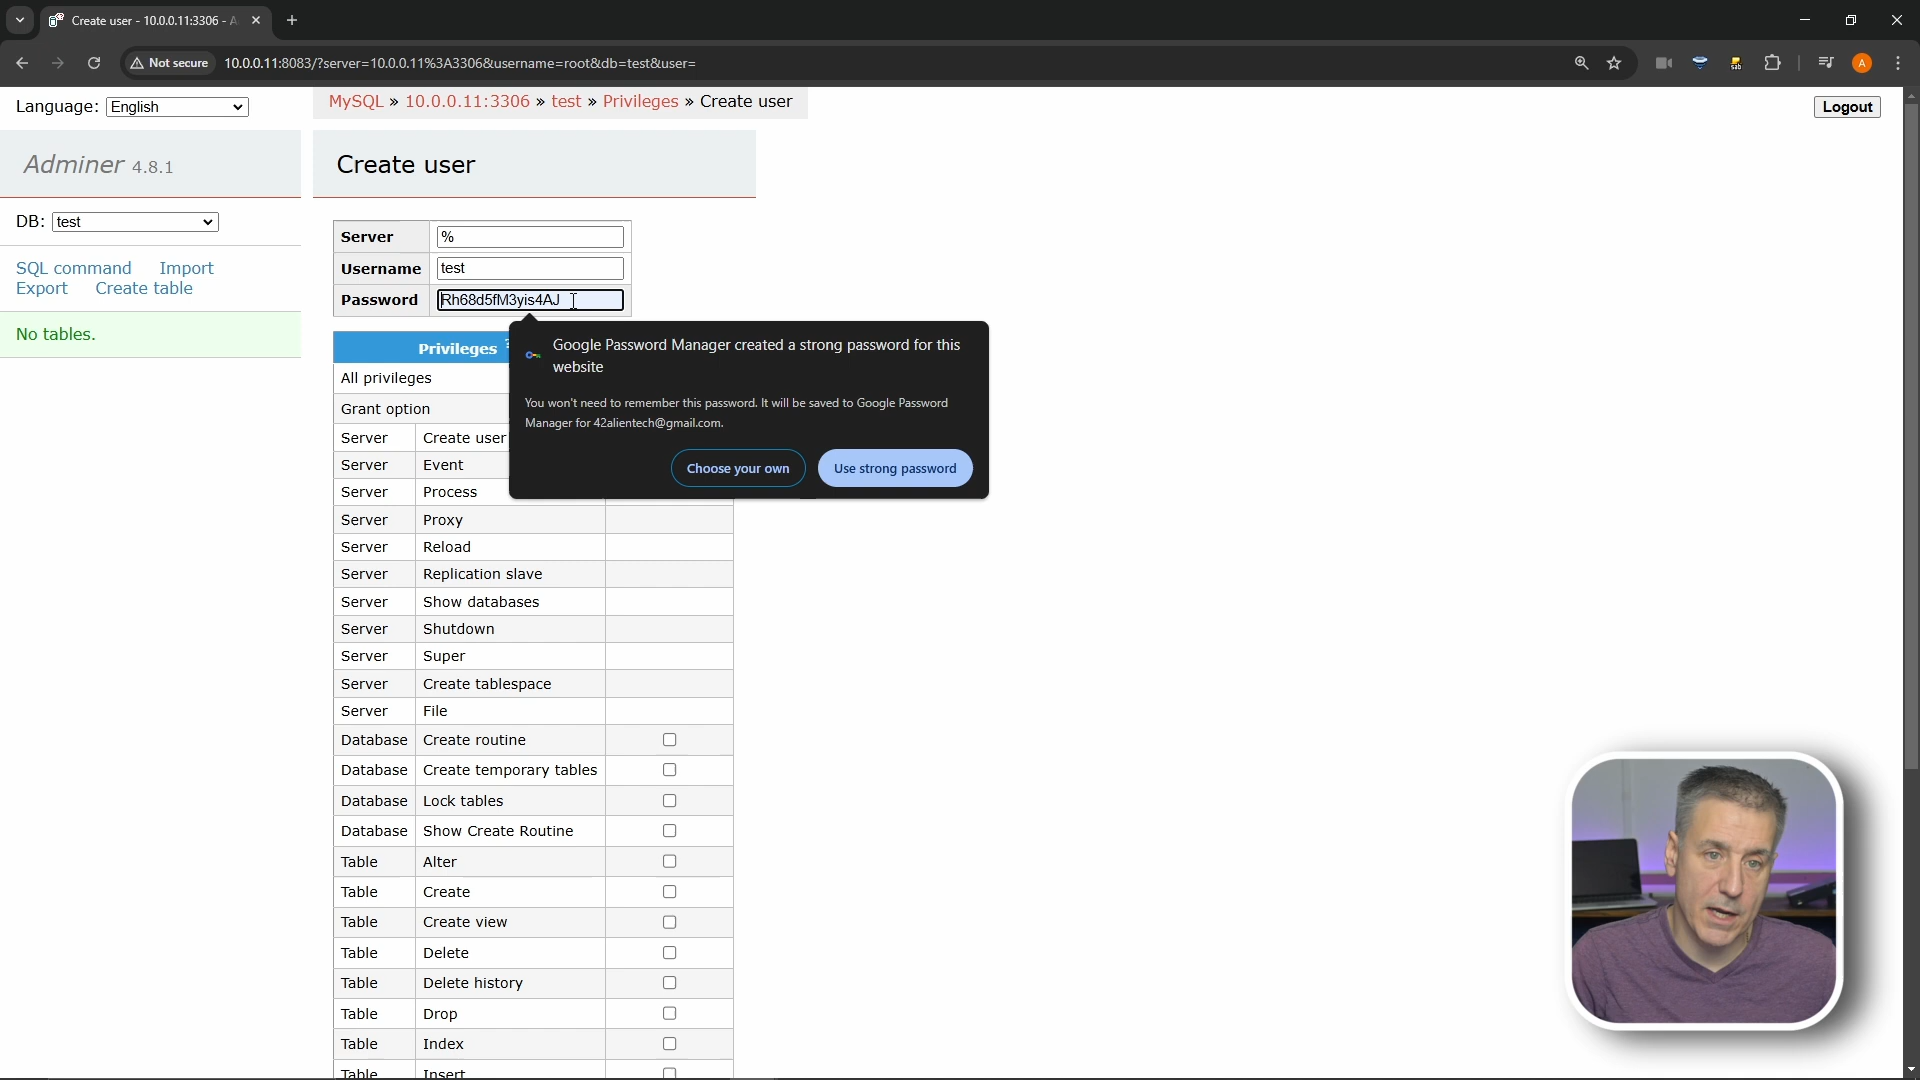 Create user - 10.0.0.11:3306 - A
Not secure
10.0.0.11:8083/?server=10.0.0.11%3A3306&username=root&db=test&user=
sab
A
Language: English
MySQL » 10.0.0.11:3306 » test » Privileges » Create user
Logout
Adminer 4.8.1
Create user
DB: test
Server %
SQL command Import
Username test
Export Create table
Password Rh68d5fM3yis4AJ
No tables.
Privileges ?
Google Password Manager created a strong password for this
website
You won't need to remember this password. It will be saved to Google Password
Manager for 42alientech@gmail.com.
Choose your own
Use strong password
All privileges
Grant option
Server Create user
Server Event
Server Process
Server Proxy
Server Reload
Server Replication slave
Server Show databases
Server Shutdown
Server Super
Server Create tablespace
Server File
Database Create routine
Database Create temporary tables
Database Lock tables
Database Show Create Routine
Table Alter
Table Create
Table Create view
Table Delete
Table Delete history
Table Drop
Table Index
Table Insert